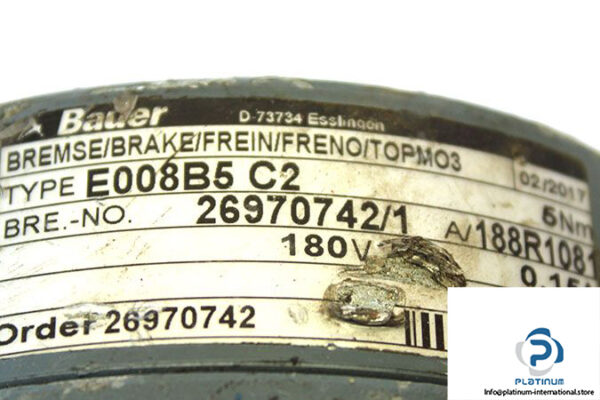 Bauer D-73734 Esslingen
BREMSE/BRAKE/FREIN/FRENO/TOPMO3
02/2017
TYPE E008B5 C2
5Nm
BRE.-NO. 26970742/1
A/188R1081
180V
Order 26970742
P
PLATINUM
Info@platinum-international.store